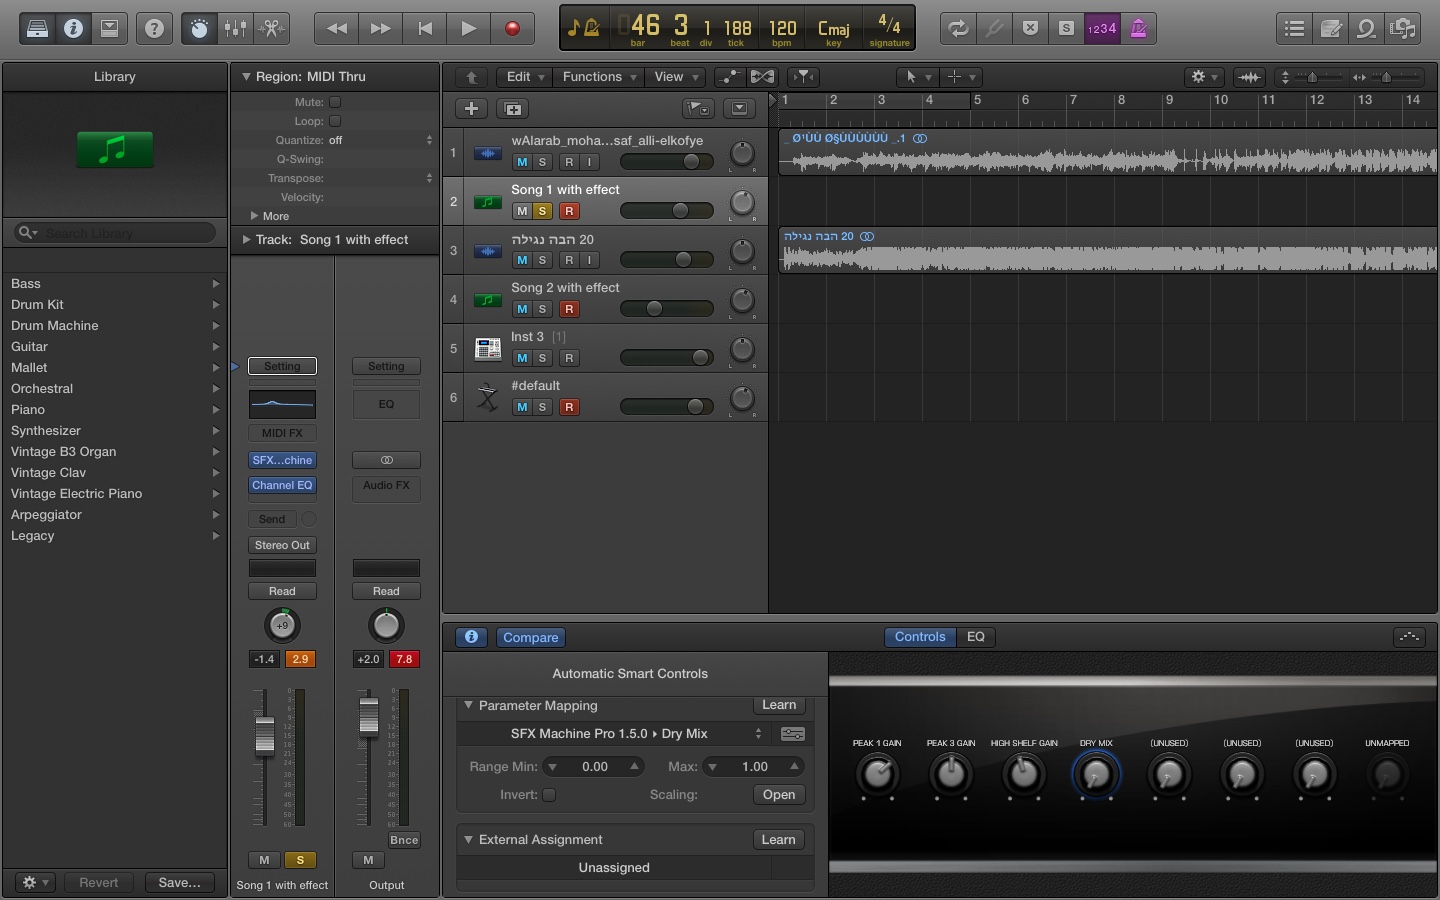 46 3 1 188 120 Cmaj 4/4
bar beat div tick bpm key signature
1234
Library
Search Library
Bass
Drum Kit
Drum Machine
Guitar
Mallet
Orchestral
Piano
Synthesizer
Vintage B3 Organ
Vintage Clav
Vintage Electric Piano
Arpeggiator
Legacy
Revert Save...
Region: MIDI Thru
Mute:
Loop:
Quantize: off
Q-Swing:
Transpose:
Velocity:
More
Track: Song 1 with effect
Setting Setting
EQ
MIDI FX
SFX...chine
Channel EQ Audio FX
Send
Stereo Out
Read Read
+9
-1.4 2.9 +2.0 7.8
Bnce
M S M
Song 1 with effect Output
Edit Functions View
1 2 3 4 5 6 7 8 9 10 11 12 13 14
1 wAlarab_moha...saf_alli-elkofye
M S R I
2 Song 1 with effect
M S R
3 20 הבה נגילה
M S R I
4 Song 2 with effect
M S R
5 Inst 3 [1]
M S R
6 #default
M S R
20 הבה נגילה
Compare
Controls EQ
Automatic Smart Controls
Parameter Mapping Learn
SFX Machine Pro 1.5.0 ▸ Dry Mix
Range Min: 0.00 Max: 1.00
Invert: Scaling: Open
External Assignment Learn
Unassigned
PEAK 1 GAIN PEAK 3 GAIN HIGH SHELF GAIN DRY MIX (UNUSED) (UNUSED) (UNUSED) UNMAPPED